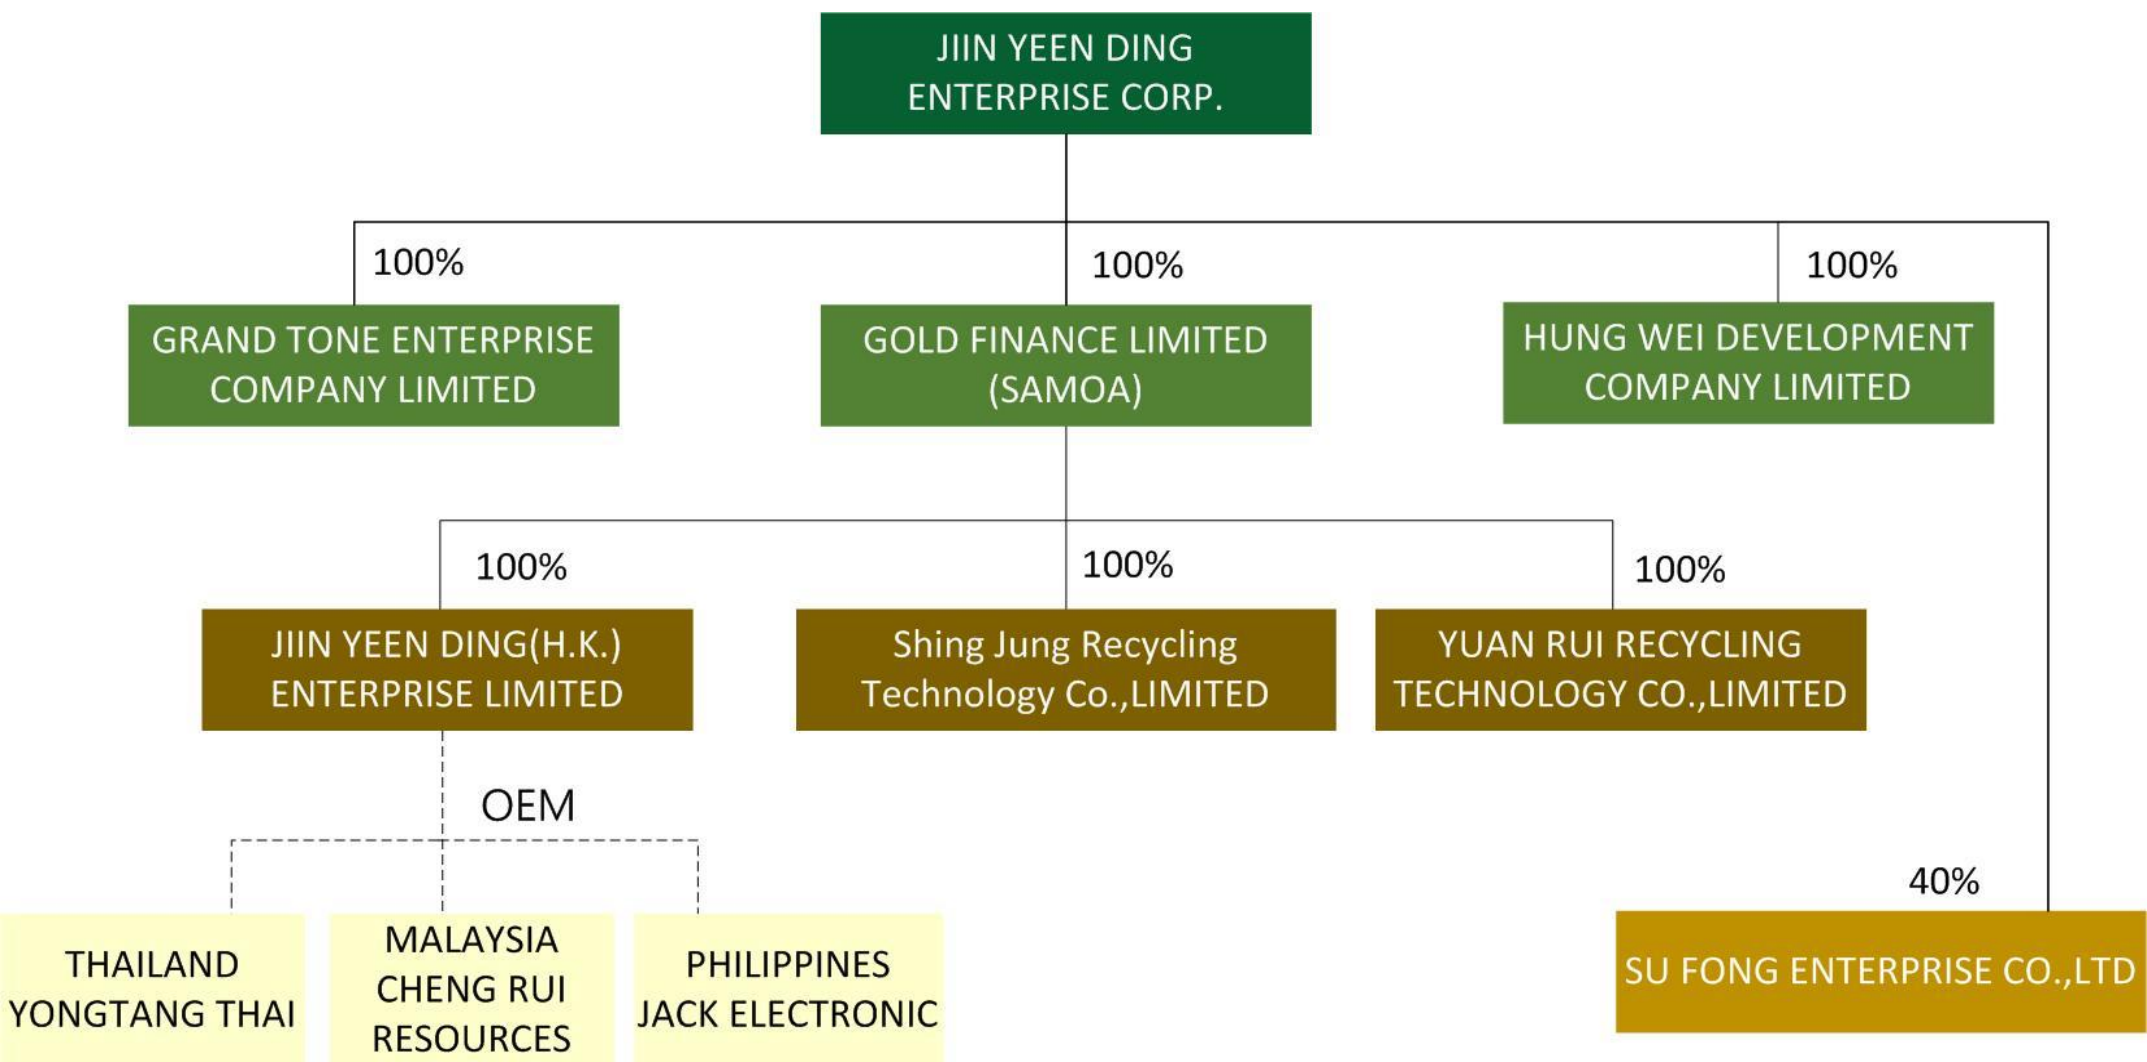 JIIN YEEN DING
ENTERPRISE CORP.
100%
100%
100%
GRAND TONE ENTERPRISE
COMPANY LIMITED
GOLD FINANCE LIMITED
(SAMOA)
HUNG WEI DEVELOPMENT
COMPANY LIMITED
100%
100%
100%
JIIN YEEN DING(H.K.)
ENTERPRISE LIMITED
Shing Jung Recycling
Technology Co.,LIMITED
YUAN RUI RECYCLING
TECHNOLOGY CO.,LIMITED
OEM
40%
THAILAND
YONGTANG THAI
MALAYSIA
CHENG RUI
RESOURCES
PHILIPPINES
JACK ELECTRONIC
SU FONG ENTERPRISE CO.,LTD